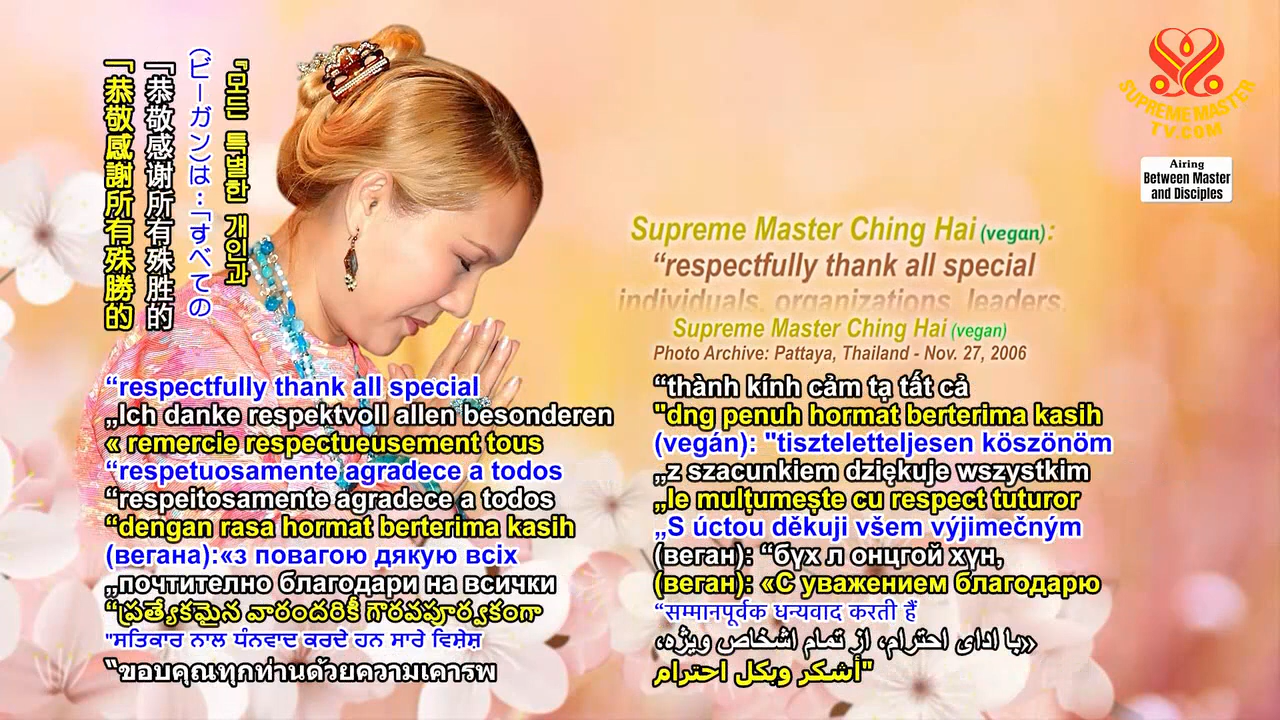 「恭敬感謝所有殊勝的
「恭敬感谢所有殊胜的
(ビーガン)は：「すべての
『모든 특별한 개인과
SUPREME MASTER
TV.COM
Airing
Between Master
and Disciples
Supreme Master Ching Hai (vegan):
“respectfully thank all special
individuals, organizations, leaders,
Supreme Master Ching Hai (vegan)
Photo Archive: Pattaya, Thailand - Nov. 27, 2006
“respectfully thank all special
„Ich danke respektvoll allen besonderen
« remercie respectueusement tous
“respetuosamente agradece a todos
“respeitosamente agradece a todos
“dengan rasa hormat berterima kasih
(вегана):«з повагою дякую всіх
„почтително благодари на всички
“ప్రత్యేకమైన వారందరికీ గౌరవపూర్వకంగా
"ਸਤਿਕਾਰ ਨਾਲ ਧੰਨਵਾਦ ਕਰਦੇ ਹਨ ਸਾਰੇ ਵਿਸ਼ੇਸ਼
“ขอบคุณทุกท่านด้วยความเคารพ
“thành kính cảm tạ tất cả
"dng penuh hormat berterima kasih
(vegán): "tiszteletteljesen köszönöm
„z szacunkiem dziękuje wszystkim
„le mulțumește cu respect tuturor
„S úctou děkuji všem výjimečným
(веган): “бүх л онцгой хүн,
(веган): «С уважением благодарю
“सम्मानपूर्वक धन्यवाद करती हैं
«با ادای احترام، از تمام اشخاص ویژه،
"أشكر وبكل احترام